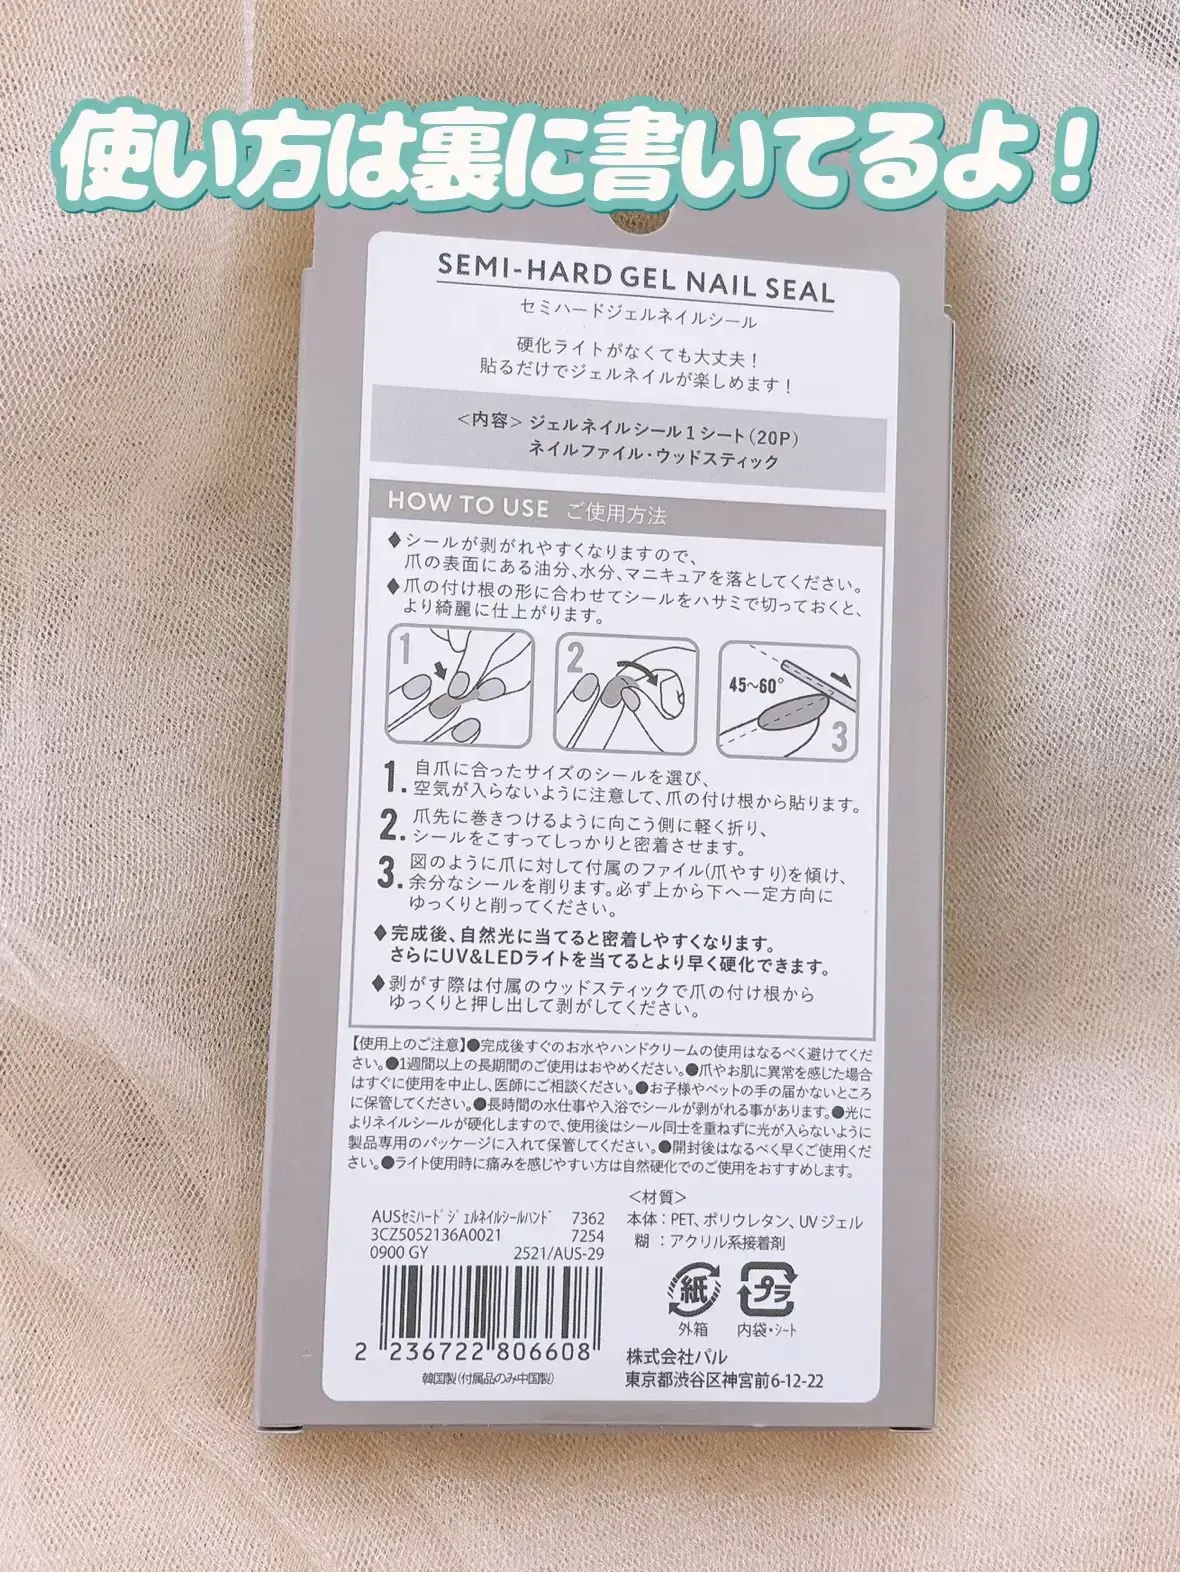 使い方は裏に書いてるよ！
SEMI-HARD GEL NAIL SEAL
セミハードジェルネイルシール
硬化ライトがなくても大丈夫！
貼るだけでジェルネイルが楽しめます！
＜内容＞ジェルネイルシール1シート（20P）
ネイルファイル・ウッドスティック
HOW TO USE ご使用方法
◆シールが剥がれやすくなりますので、
爪の表面にある油分、水分、マニキュアを落としてください。
◆爪の付け根の形に合わせてシールをハサミで切っておくと、
より綺麗に仕上がります。
1
2
45~60°
3
1.自爪に合ったサイズのシールを選び、
空気が入らないように注意して、爪の付け根から貼ります。
2.爪先に巻きつけるように向こう側に軽く折り、
シールをこすってしっかりと密着させます。
3.図のように爪に対して付属のファイル(爪やすり)を傾け、
余分なシールを削ります。必ず上から下へ一定方向に
ゆっくりと削ってください。
◆完成後、自然光に当てると密着しやすくなります。
さらにUV&LEDライトを当てるとより早く硬化できます。
◆剥がす際は付属のウッドスティックで爪の付け根から
ゆっくりと押し出して剥がしてください。
【使用上のご注意】●完成後すぐのお水やハンドクリームの使用はなるべく避けてくだ
さい。●1週間以上の長期間のご使用はおやめください。●爪やお肌に異常を感じた場合
はすぐに使用を中止し、医師にご相談ください。●お子様やペットの手の届かないところ
に保管してください。●長時間の水仕事や入浴でシールが剥がれる事があります。●光に
よりネイルシールが硬化しますので、使用後はシール同士を重ねずに光が入らないように
製品専用のパッケージに入れて保管してください。●開封後はなるべく早くご使用くだ
さい。●ライト使用時に痛みを感じやすい方は自然硬化でのご使用をおすすめします。
AUSｾﾐﾊｰﾄﾞｼﾞｪﾙﾈｲﾙｼｰﾙﾊﾝﾄﾞ 7362
3CZ5052136A0021 7254
0900 GY 2521/AUS-29
2 236722 806608
韓国製(付属品のみ中国製)
＜材質＞
本体：PET、ポリウレタン、UVジェル
糊 ：アクリル系接着剤
紙
プラ
外箱 内袋・シート
株式会社パル
東京都渋谷区神宮前6-12-22